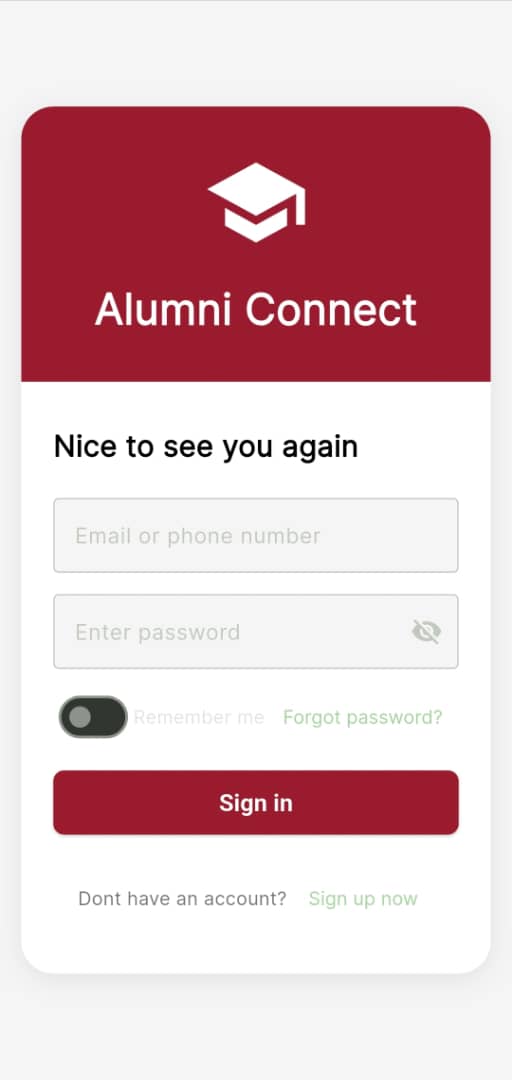 Alumni Connect
Nice to see you again
Email or phone number
Enter password
Remember me Forgot password?
Sign in
Dont have an account? Sign up now